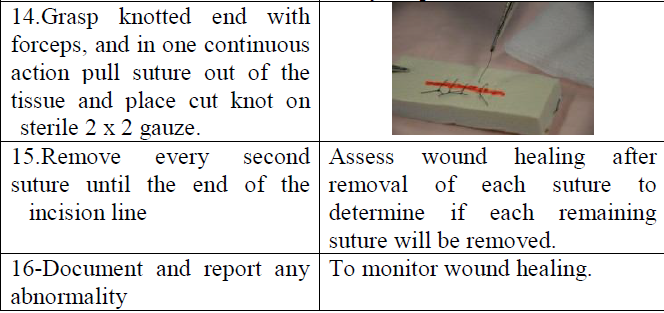 14.Grasp knotted end with
forceps, and in one continuous
action pull suture out of the
tissue and place cut knot on
sterile 2 x 2 gauze.
15.Remove every second
suture until the end of the
incision line
Assess wound healing after
removal of each suture to
determine if each remaining
suture will be removed.
16-Document and report any
abnormality
To monitor wound healing.